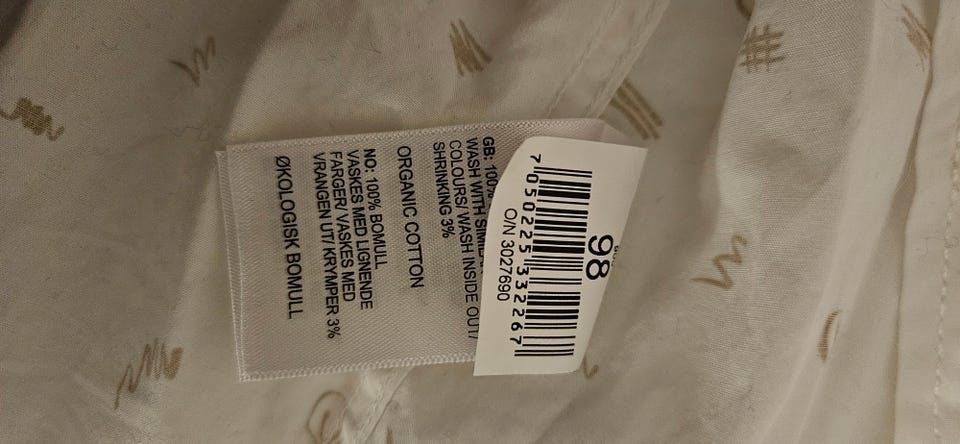 98
7 050225 332267
O/N 3027690
GB: 100%
WASH WITH
COLOURS/ WASH INSIDE OUT/
SHRINKING 3%
ORGANIC COTTON
NO: 100% BOMULL
VASKES MED LIGNENDE
FARGER/ VASKES MED
VRANGEN UT/ KRYMPER 3%
ØKOLOGISK BOMULL